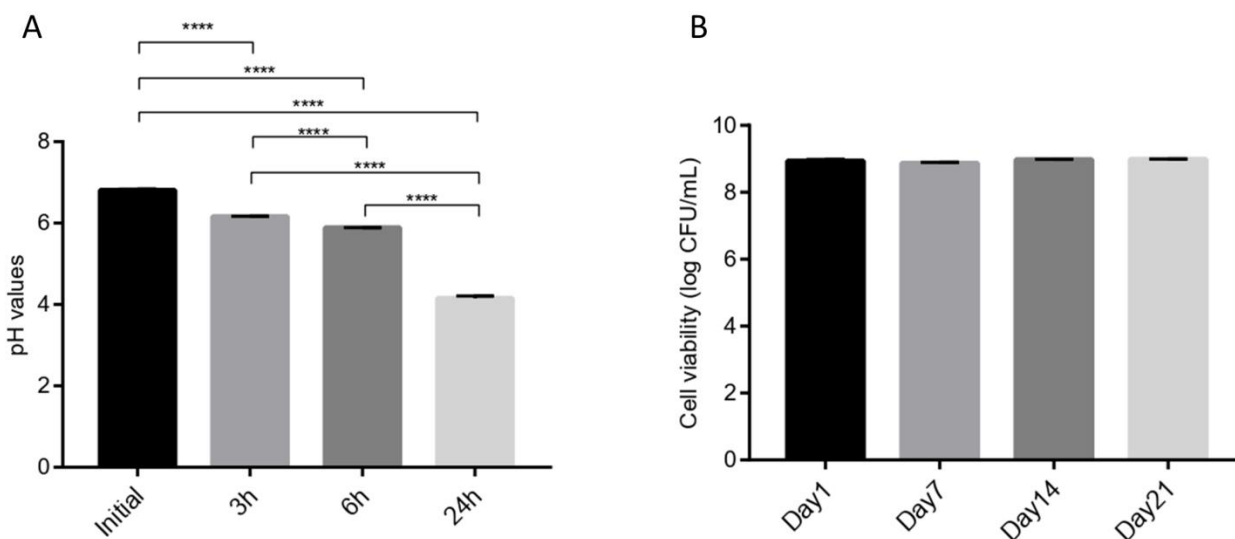 A
****
****
****
****
****
****
pH values
8
6
4
2
0
Initial
3h
6h
24h
B
Cell viability (log CFU/mL)
10
8
6
4
2
0
Day1
Day7
Day14
Day21